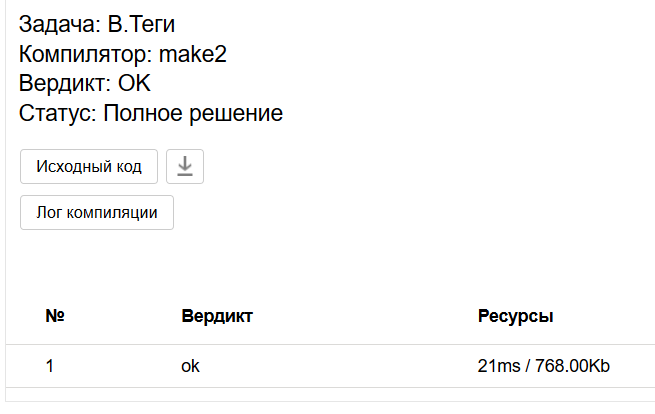 Задача: B.Теги
Компилятор: make2
Вердикт: OK
Статус: Полное решение
Исходный код
Лог компиляции
№ Вердикт Ресурсы
1 ok 21ms / 768.00Kb